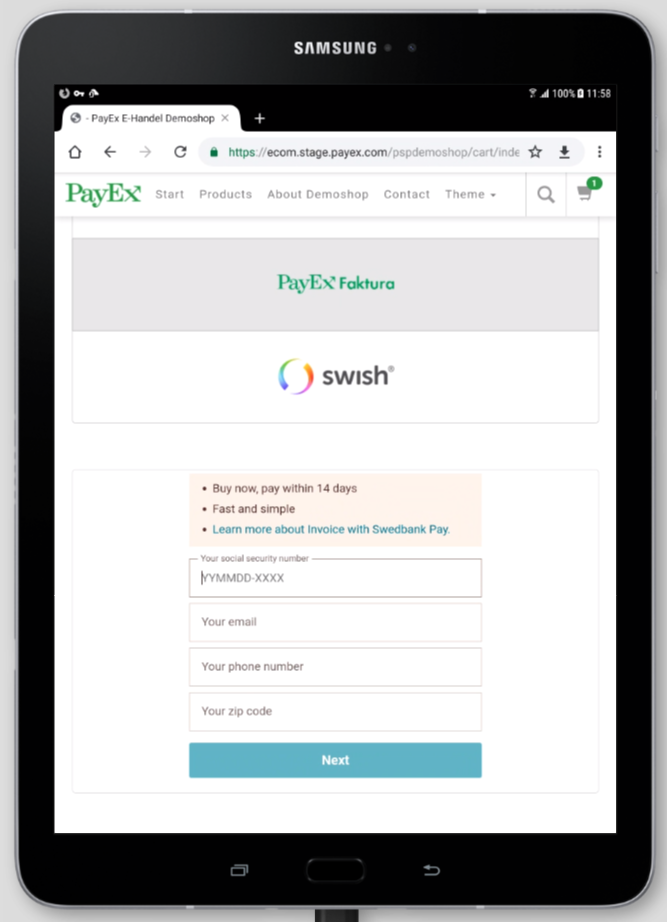 SAMSUNG
100% 11:58
- PayEx E-Handel Demoshop
https://ecom.stage.payex.com/pspdemoshop/cart/inde
PayEx Start Products About Demoshop Contact Theme 1
PayEx Faktura
swish®
• Buy now, pay within 14 days
• Fast and simple
• Learn more about Invoice with Swedbank Pay.
Your social security number
YYMMDD-XXXX
Your email
Your phone number
Your zip code
Next